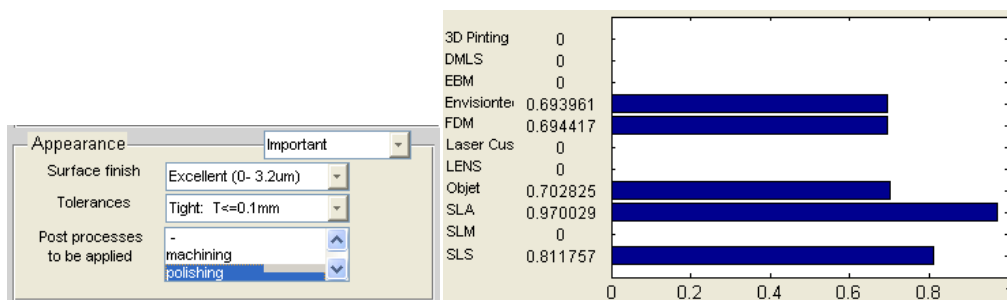 Appearance
Important
Surface finish
Excellent (0- 3.2um)
Tolerances
Tight: T<=0.1mm
Post processes
to be applied
-
machining
polishing
3D Pinting 0
DMLS 0
EBM 0
Envisiontec 0.693961
FDM 0.694417
Laser Cus 0
LENS 0
Objet 0.702825
SLA 0.970029
SLM 0
SLS 0.811757
0 0.2 0.4 0.6 0.8